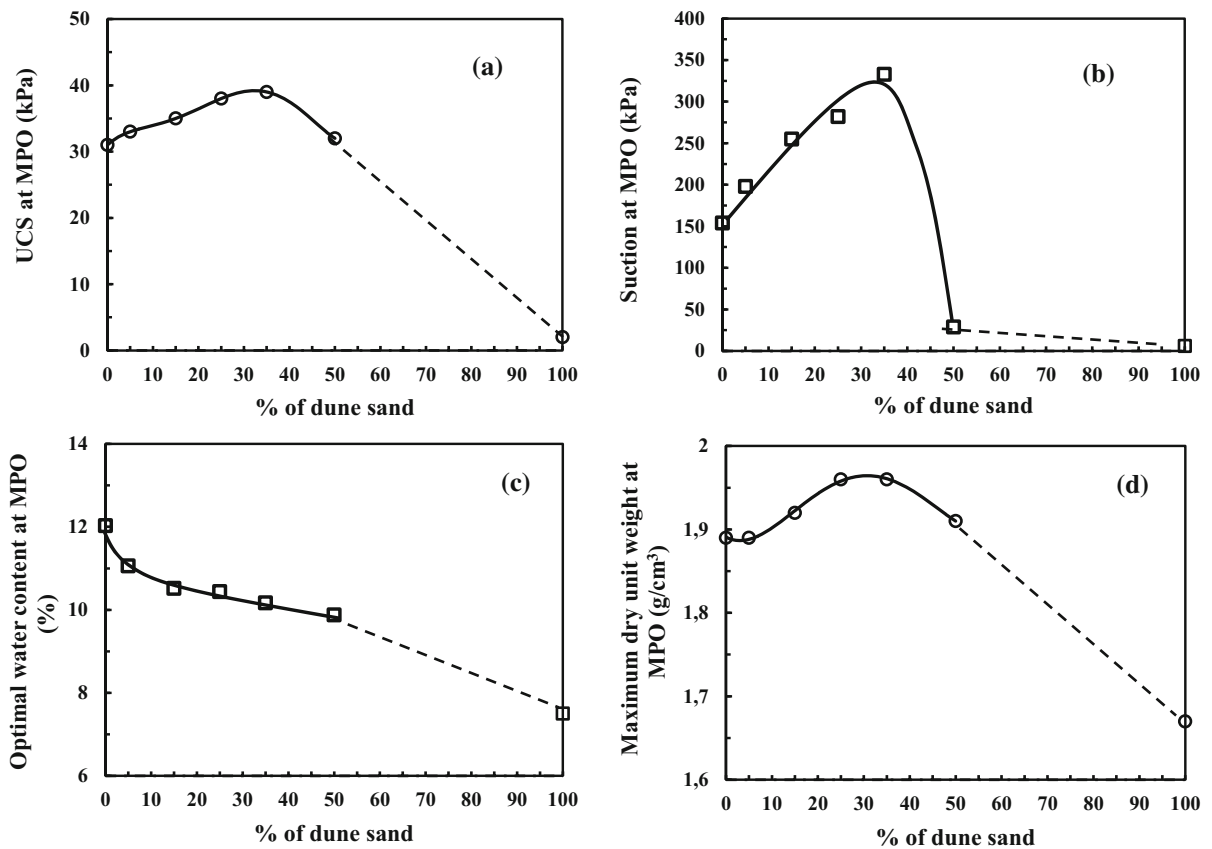 50
40
30
20
10
0
UCS at MPO (kPa)
(a)
0 10 20 30 40 50 60 70 80 90 100
% of dune sand
400
350
300
250
200
150
100
50
0
Suction at MPO (kPa)
(b)
0 10 20 30 40 50 60 70 80 90 100
% of dune sand
14
12
10
8
6
Optimal water content at MPO
(%)
(c)
0 10 20 30 40 50 60 70 80 90 100
% of dune sand
2
1,9
1,8
1,7
1,6
Maximum dry unit weight at
MPO (g/cm³)
(d)
0 10 20 30 40 50 60 70 80 90 100
% of dune sand